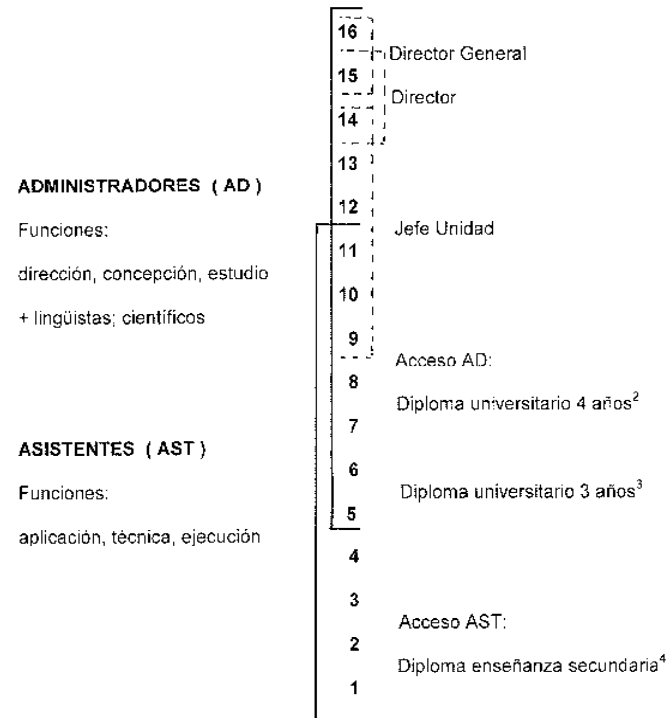 16
Director General
15
Director
14
13
ADMINISTRADORES ( AD )
12
Funciones:
Jefe Unidad
11
dirección, concepción, estudio
10
+ lingüistas; científicos
9
Acceso AD:
8
Diploma universitario 4 años²
7
ASISTENTES ( AST )
6
Funciones:
Diploma universitario 3 años³
5
aplicación, técnica, ejecución
4
3
Acceso AST:
2
Diploma enseñanza secundaria⁴
1